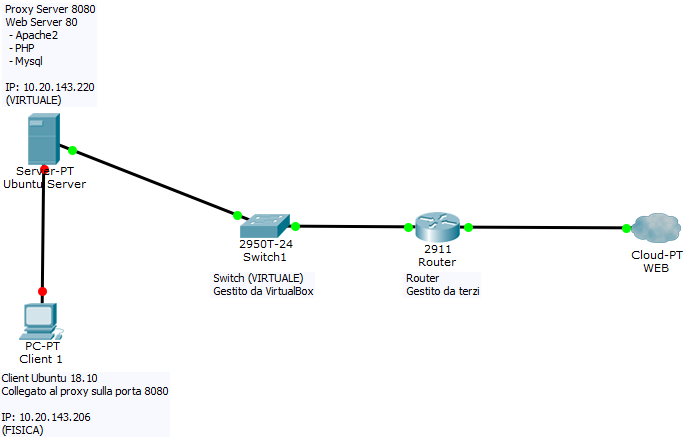 Proxy Server 8080
Web Server 80
- Apache2
- PHP
- Mysql
IP: 10.20.143.220
(VIRTUALE)
Server-PT
Ubuntu Server
2950T-24
Switch1
Switch (VIRTUALE)
Gestito da VirtualBox
2911
Router
Router
Gestito da terzi
Cloud-PT
WEB
PC-PT
Client 1
Client Ubuntu 18.10
Collegato al proxy sulla porta 8080
IP: 10.20.143.206
(FISICA)